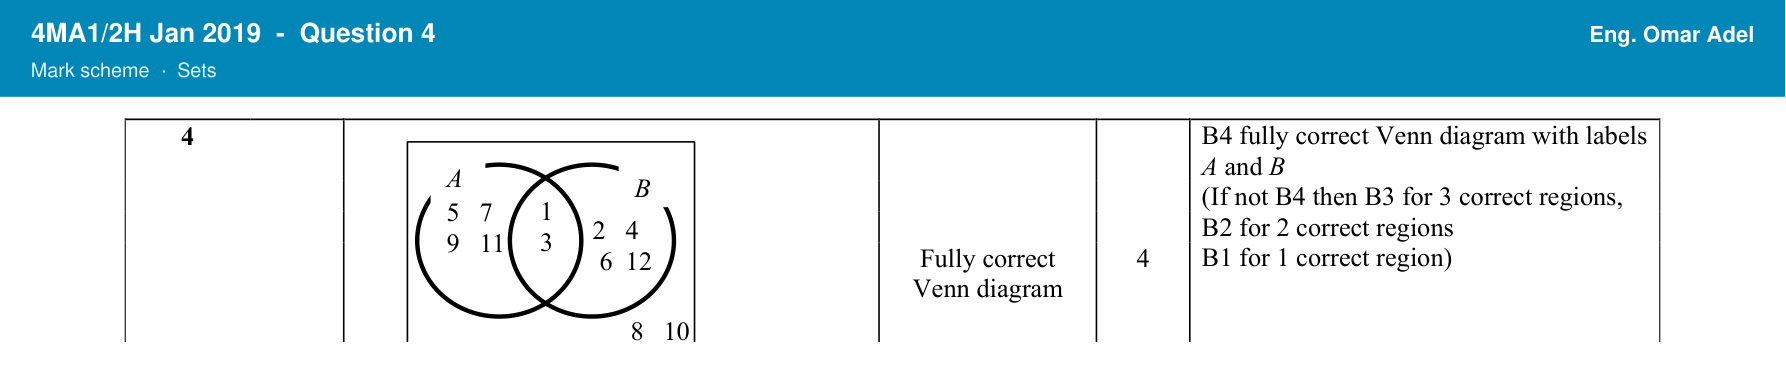 4MA1/2H Jan 2019 - Question 4
Eng. Omar Adel
Mark scheme · Sets
4
A
B
5 7
1
9 11
3
2 4
6 12
8 10
Fully correct
Venn diagram
4
B4 fully correct Venn diagram with labels
A and B
(If not B4 then B3 for 3 correct regions,
B2 for 2 correct regions
B1 for 1 correct region)